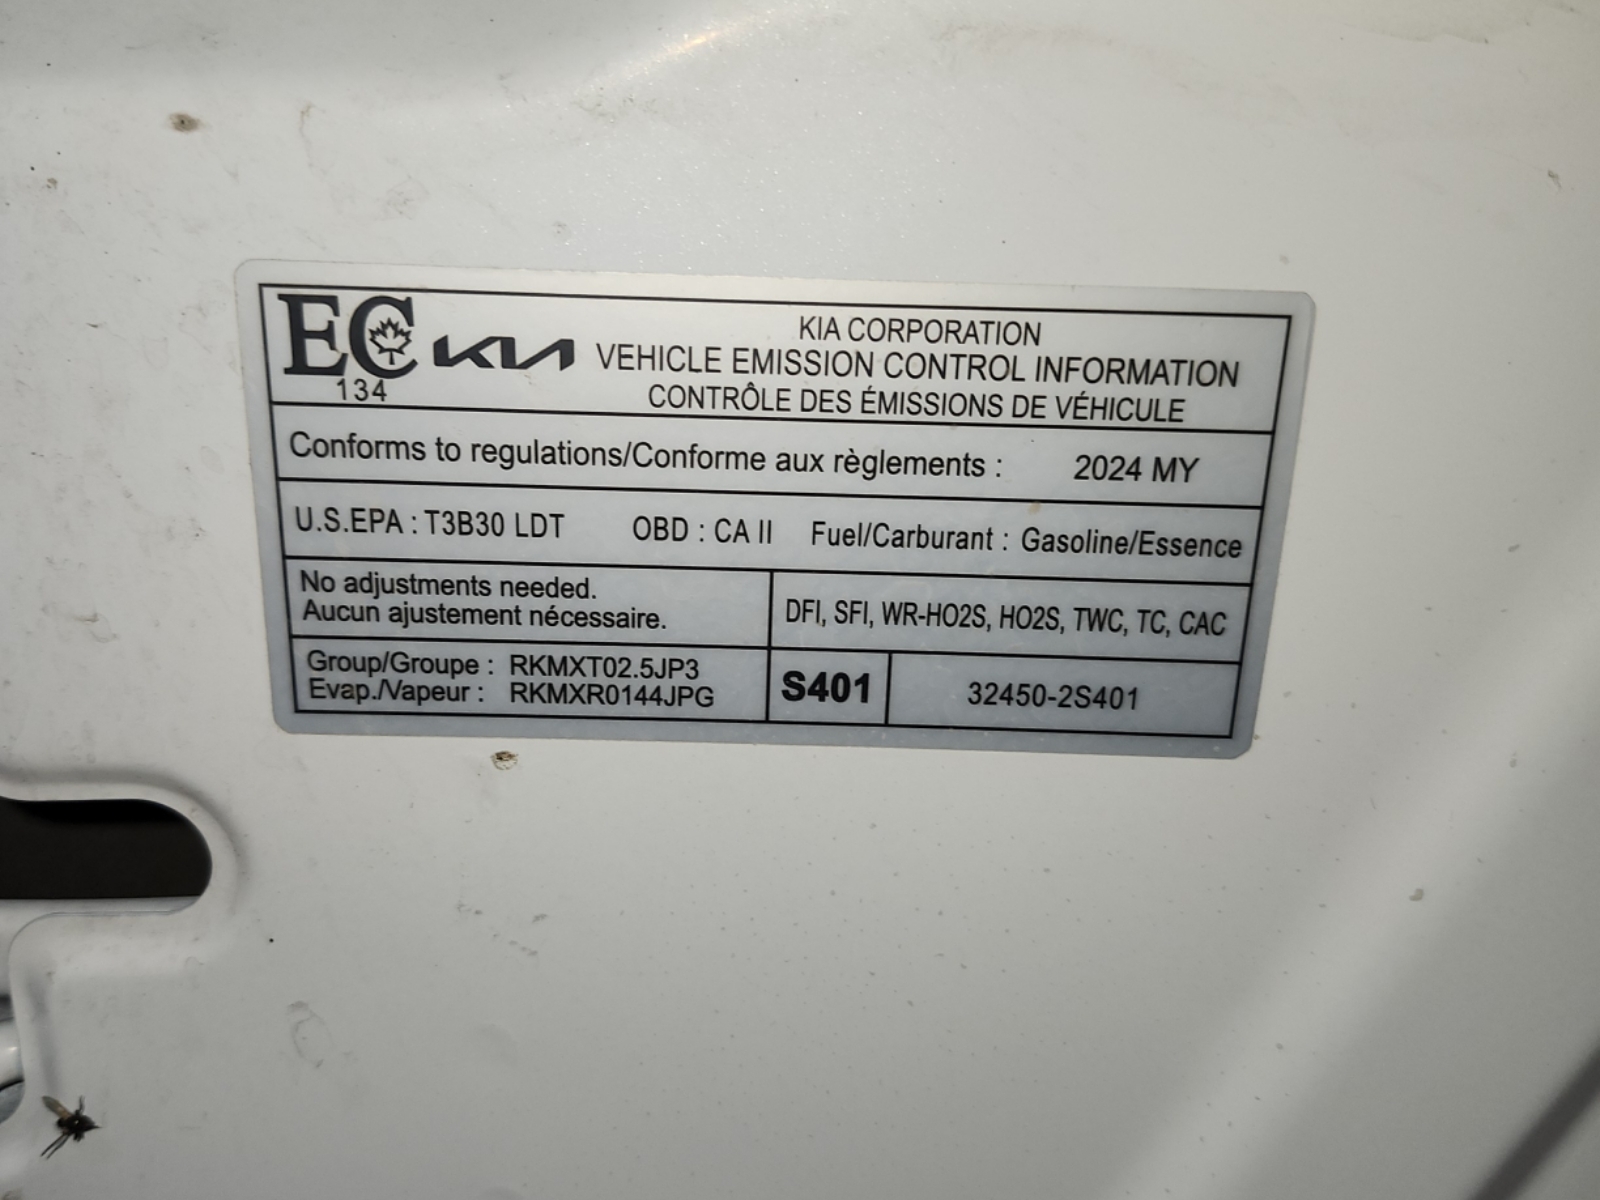 EC KIA
134
KIA CORPORATION
VEHICLE EMISSION CONTROL INFORMATION
CONTRÔLE DES ÉMISSIONS DE VÉHICULE
Conforms to regulations/Conforme aux règlements : 2024 MY
U.S.EPA : T3B30 LDT OBD : CA II Fuel/Carburant : Gasoline/Essence
No adjustments needed.
Aucun ajustement nécessaire.
DFI, SFI, WR-HO2S, HO2S, TWC, TC, CAC
Group/Groupe : RKMXT02.5JP3
Evap./Vapeur : RKMXR0144JPG
S401
32450-2S401